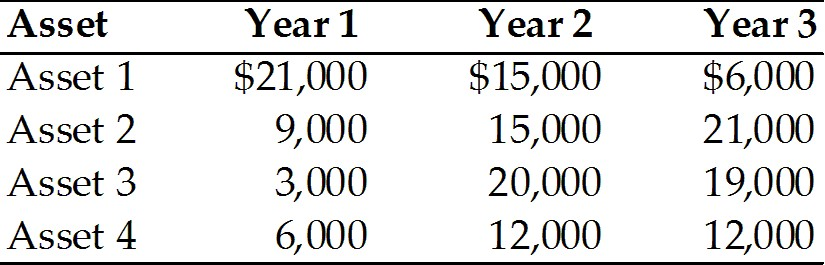 Asset Year 1 Year 2 Year 3
Asset 1 $21,000 $15,000 $6,000
Asset 2 9,000 15,000 21,000
Asset 3 3,000 20,000 19,000
Asset 4 6,000 12,000 12,000